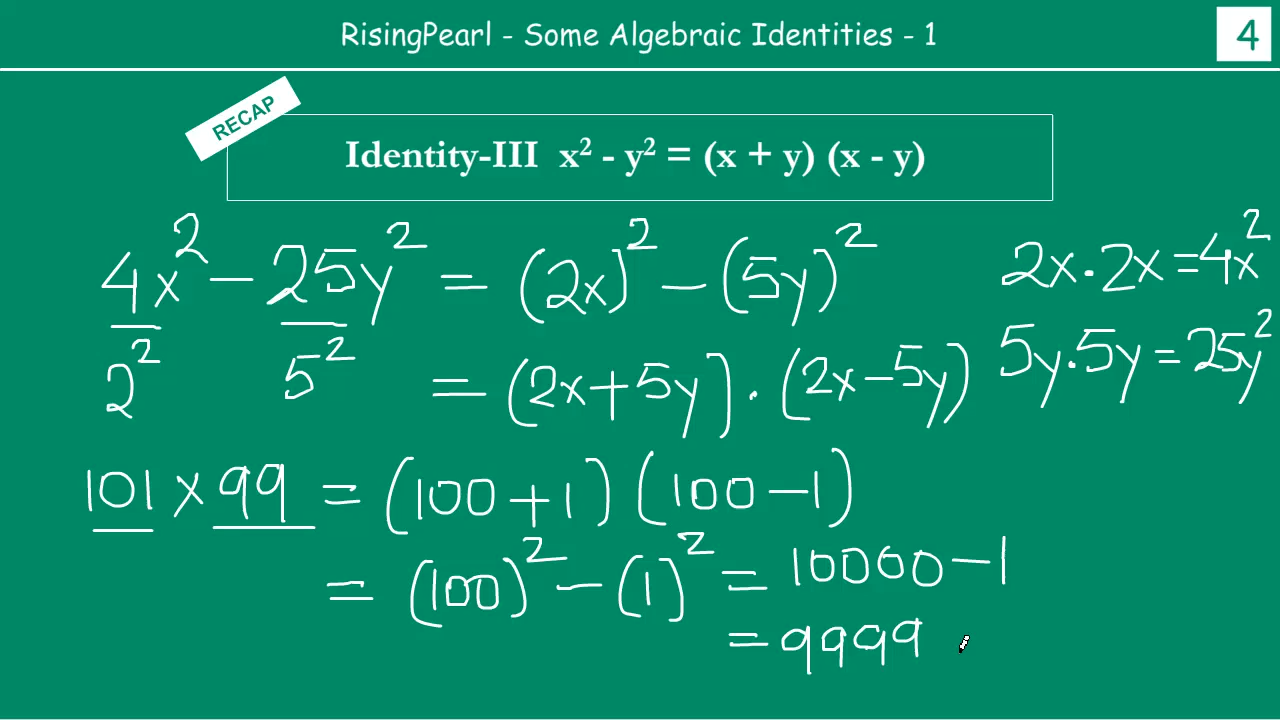 RisingPearl - Some Algebraic Identities - 1
4
RECAP
Identity-III x² - y² = (x + y) (x - y)
4x² - 25y² = (2x)² - (5y)²
2x · 2x = 4x²
2² 5²
= (2x + 5y) · (2x - 5y)
5y · 5y = 25y²
101 × 99 = (100 + 1) (100 - 1)
= (100)² - (1)² = 10000 - 1
= 9999